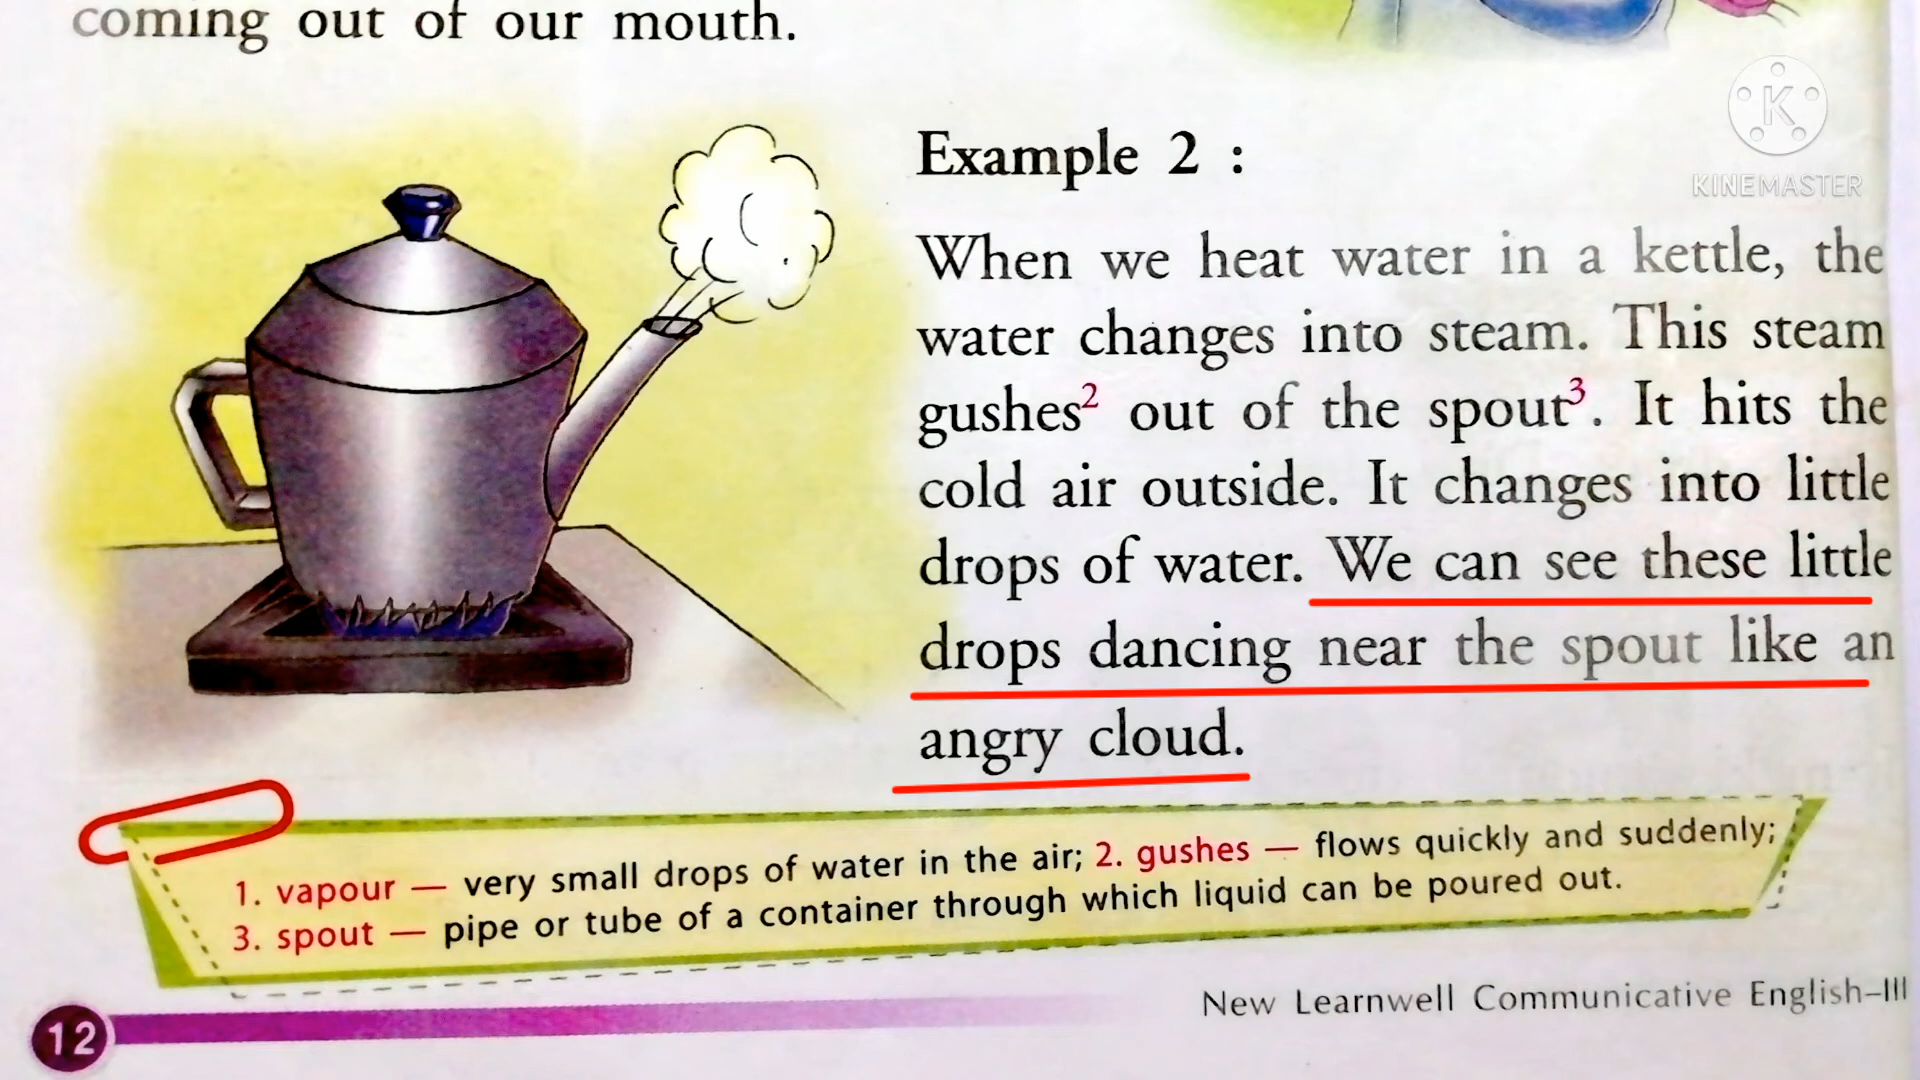 coming out of our mouth.
KINEMASTER
Example 2 :
When we heat water in a kettle, the
water changes into steam. This steam
gushes² out of the spout³. It hits the
cold air outside. It changes into little
drops of water. We can see these little
drops dancing near the spout like an
angry cloud.
1. vapour — very small drops of water in the air; 2. gushes — flows quickly and suddenly;
3. spout — pipe or tube of a container through which liquid can be poured out.
New Learnwell Communicative English–III
12